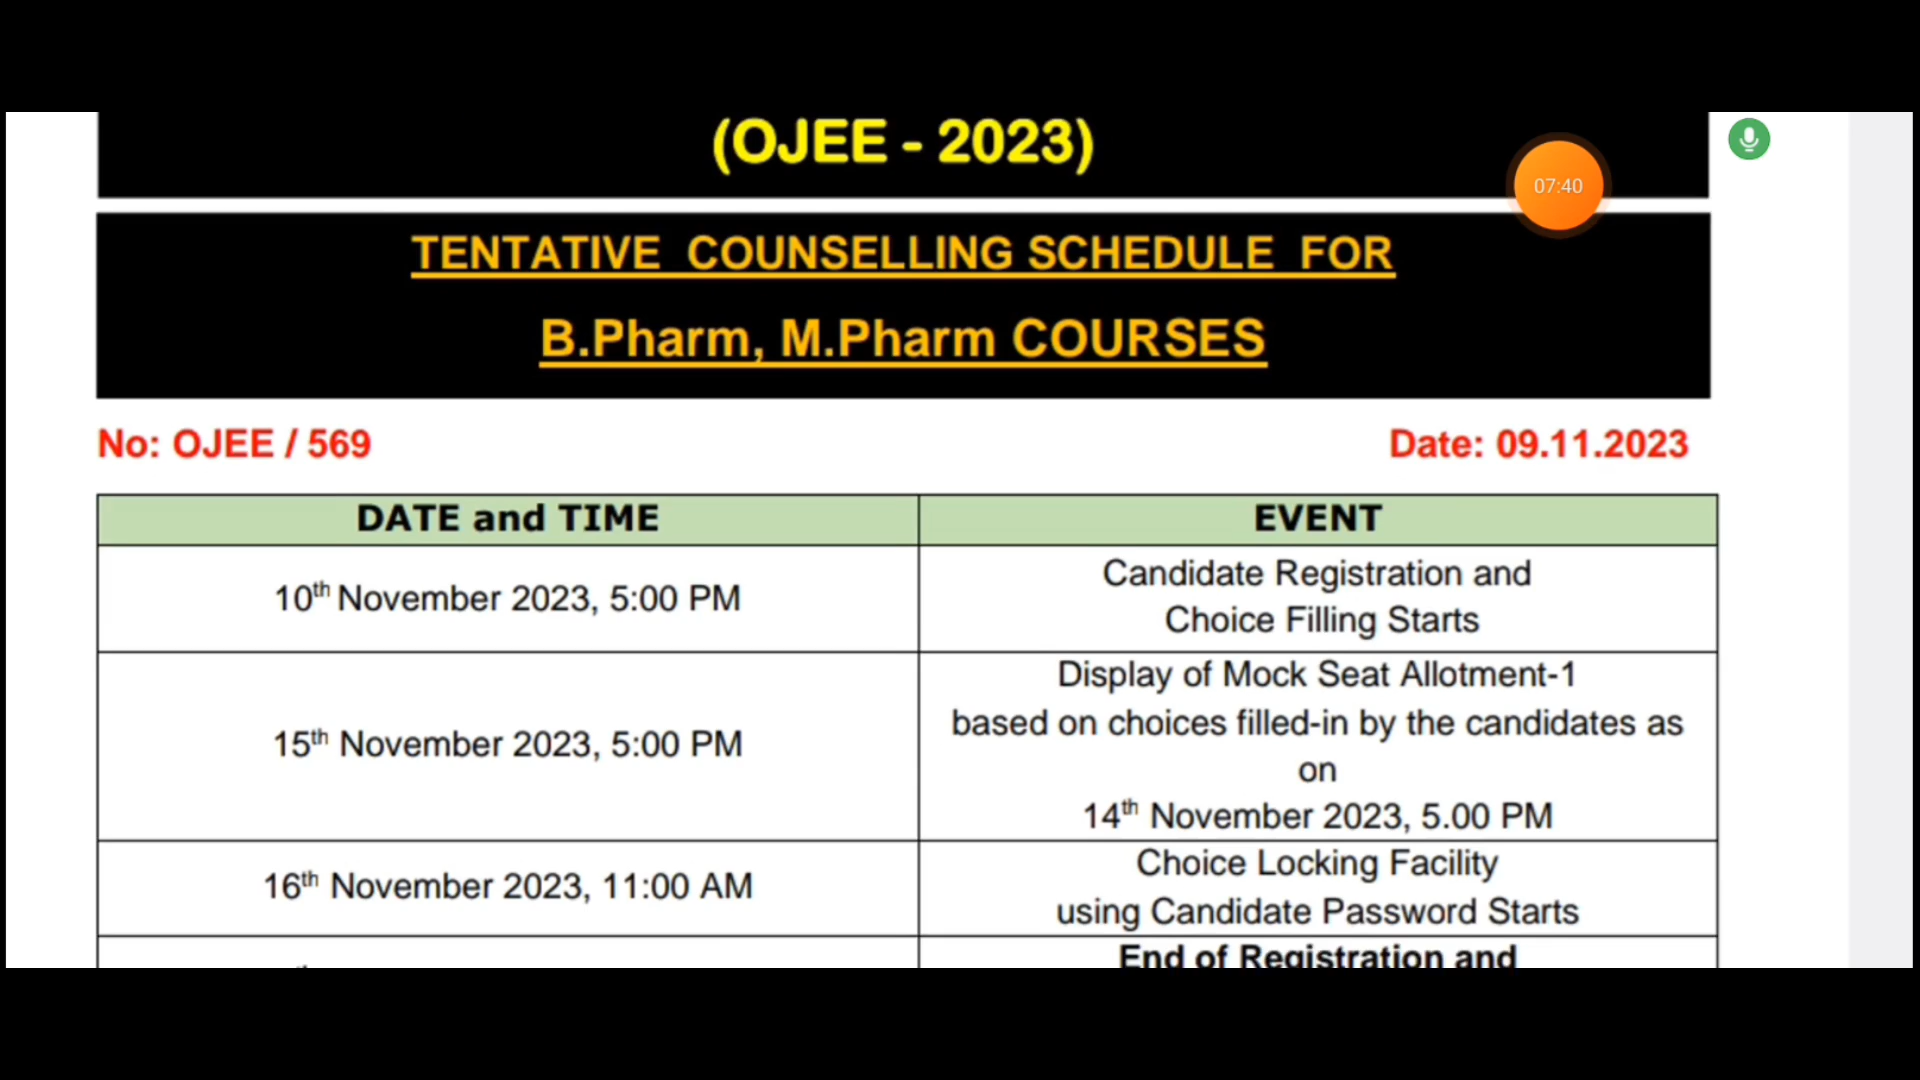 (OJEE - 2023)
07:40
TENTATIVE COUNSELLING SCHEDULE FOR
B.Pharm, M.Pharm COURSES
No: OJEE / 569
Date: 09.11.2023
DATE and TIME
EVENT
10th November 2023, 5:00 PM
Candidate Registration and
Choice Filling Starts
15th November 2023, 5:00 PM
Display of Mock Seat Allotment-1
based on choices filled-in by the candidates as
on
14th November 2023, 5.00 PM
16th November 2023, 11:00 AM
Choice Locking Facility
using Candidate Password Starts
End of Registration and